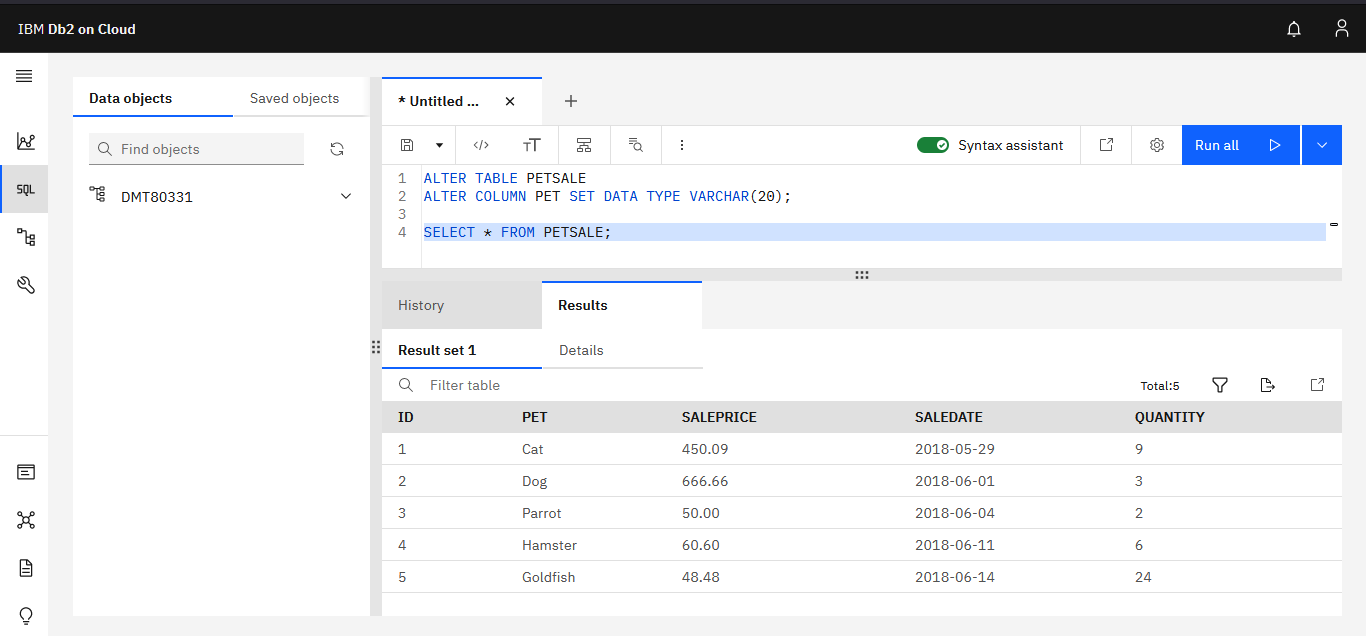 IBM Db2 on Cloud
Data objects Saved objects
Find objects
DMT80331
SQL
* Untitled ...
Syntax assistant
Run all
1 ALTER TABLE PETSALE
2 ALTER COLUMN PET SET DATA TYPE VARCHAR(20);
3
4 SELECT * FROM PETSALE;
History Results
Result set 1 Details
Filter table Total:5
ID PET SALEPRICE SALEDATE QUANTITY
1 Cat 450.09 2018-05-29 9
2 Dog 666.66 2018-06-01 3
3 Parrot 50.00 2018-06-04 2
4 Hamster 60.60 2018-06-11 6
5 Goldfish 48.48 2018-06-14 24